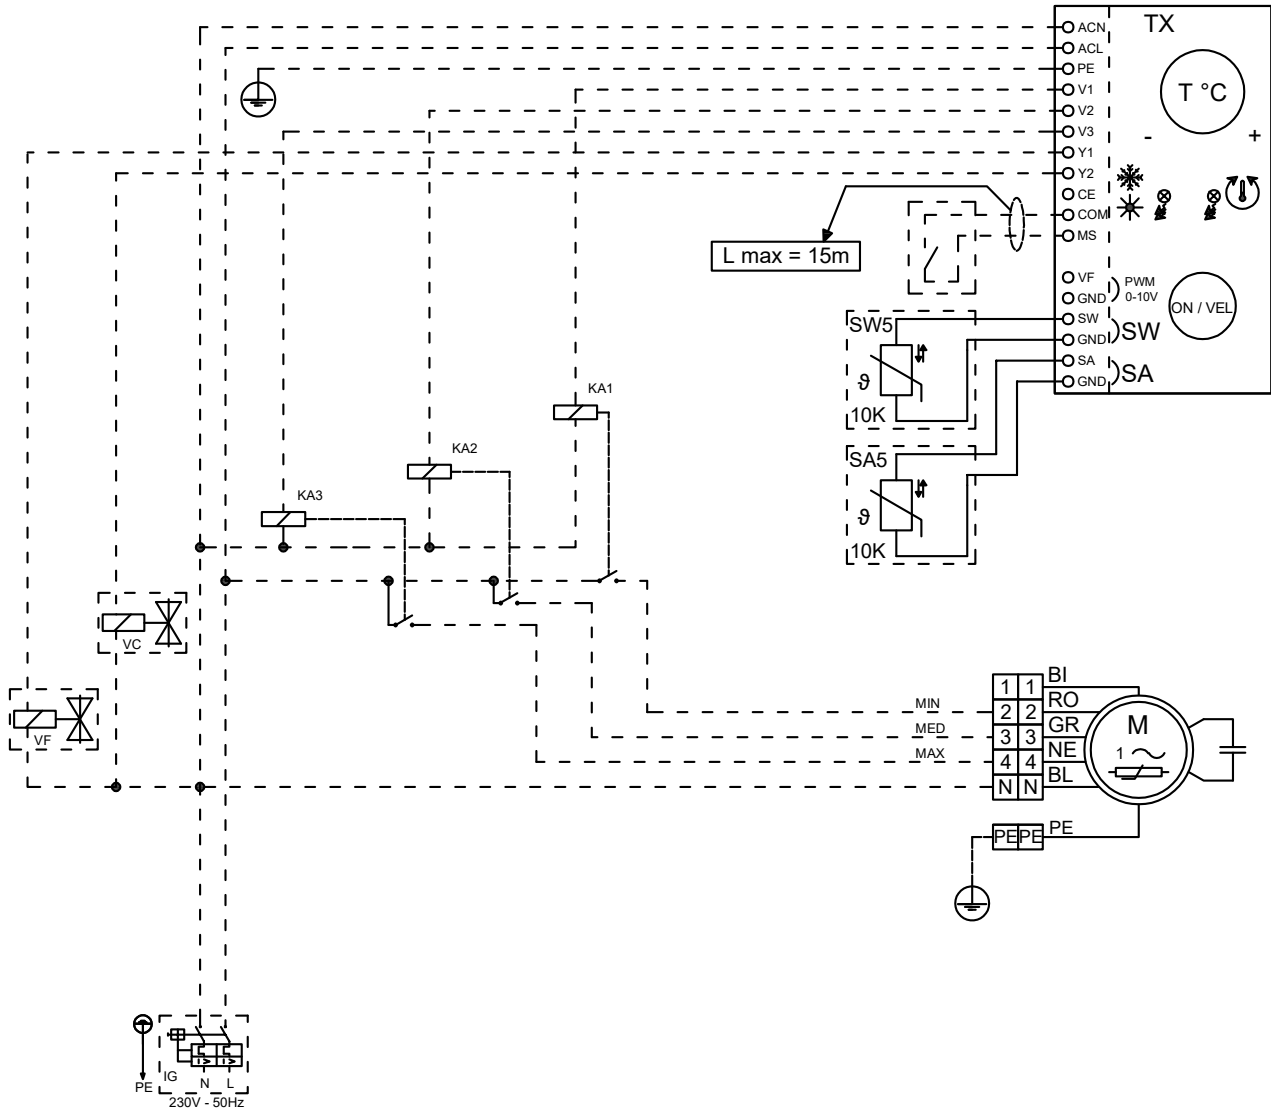 ACN
TX
ACL
PE
V1
T °C
V2
V3
- +
Y1
Y2
CE
COM
MS
L max = 15m
VF
PWM
GND
0-10V
ON / VEL
SW
SW
GND
SA
SA
GND
SW5
ϑ
10K
SA5
ϑ
10K
KA1
KA2
KA3
VC
VF
MIN
MED
MAX
1 1 BI
2 2 RO
3 3 GR
4 4 NE
N N BL
M
1
PE PE PE
PE
IG
N L
230V - 50Hz